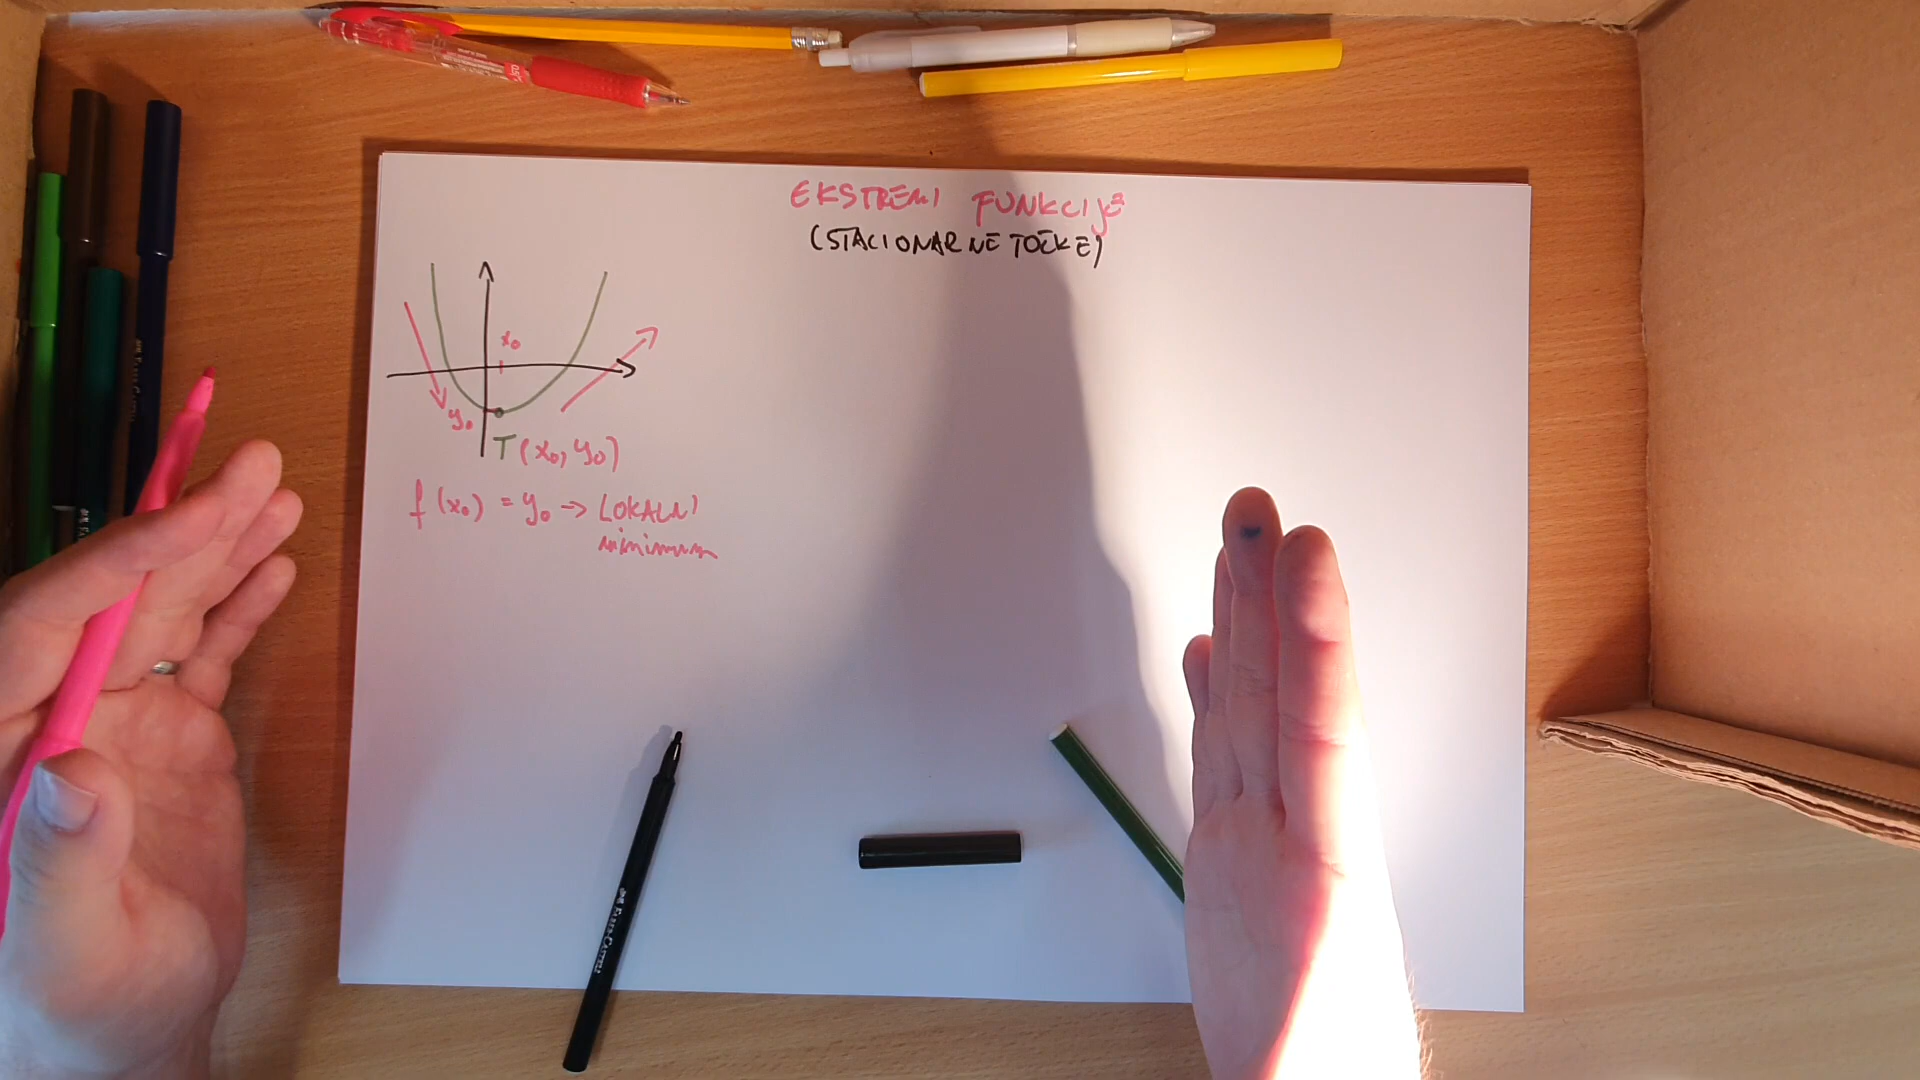 EKSTREMI FUNKCIJE
(STACIONARNE TOČKE)
x₀
y₀
T (x₀, y₀)
f (x₀) = y₀ → LOKALNI
minimum